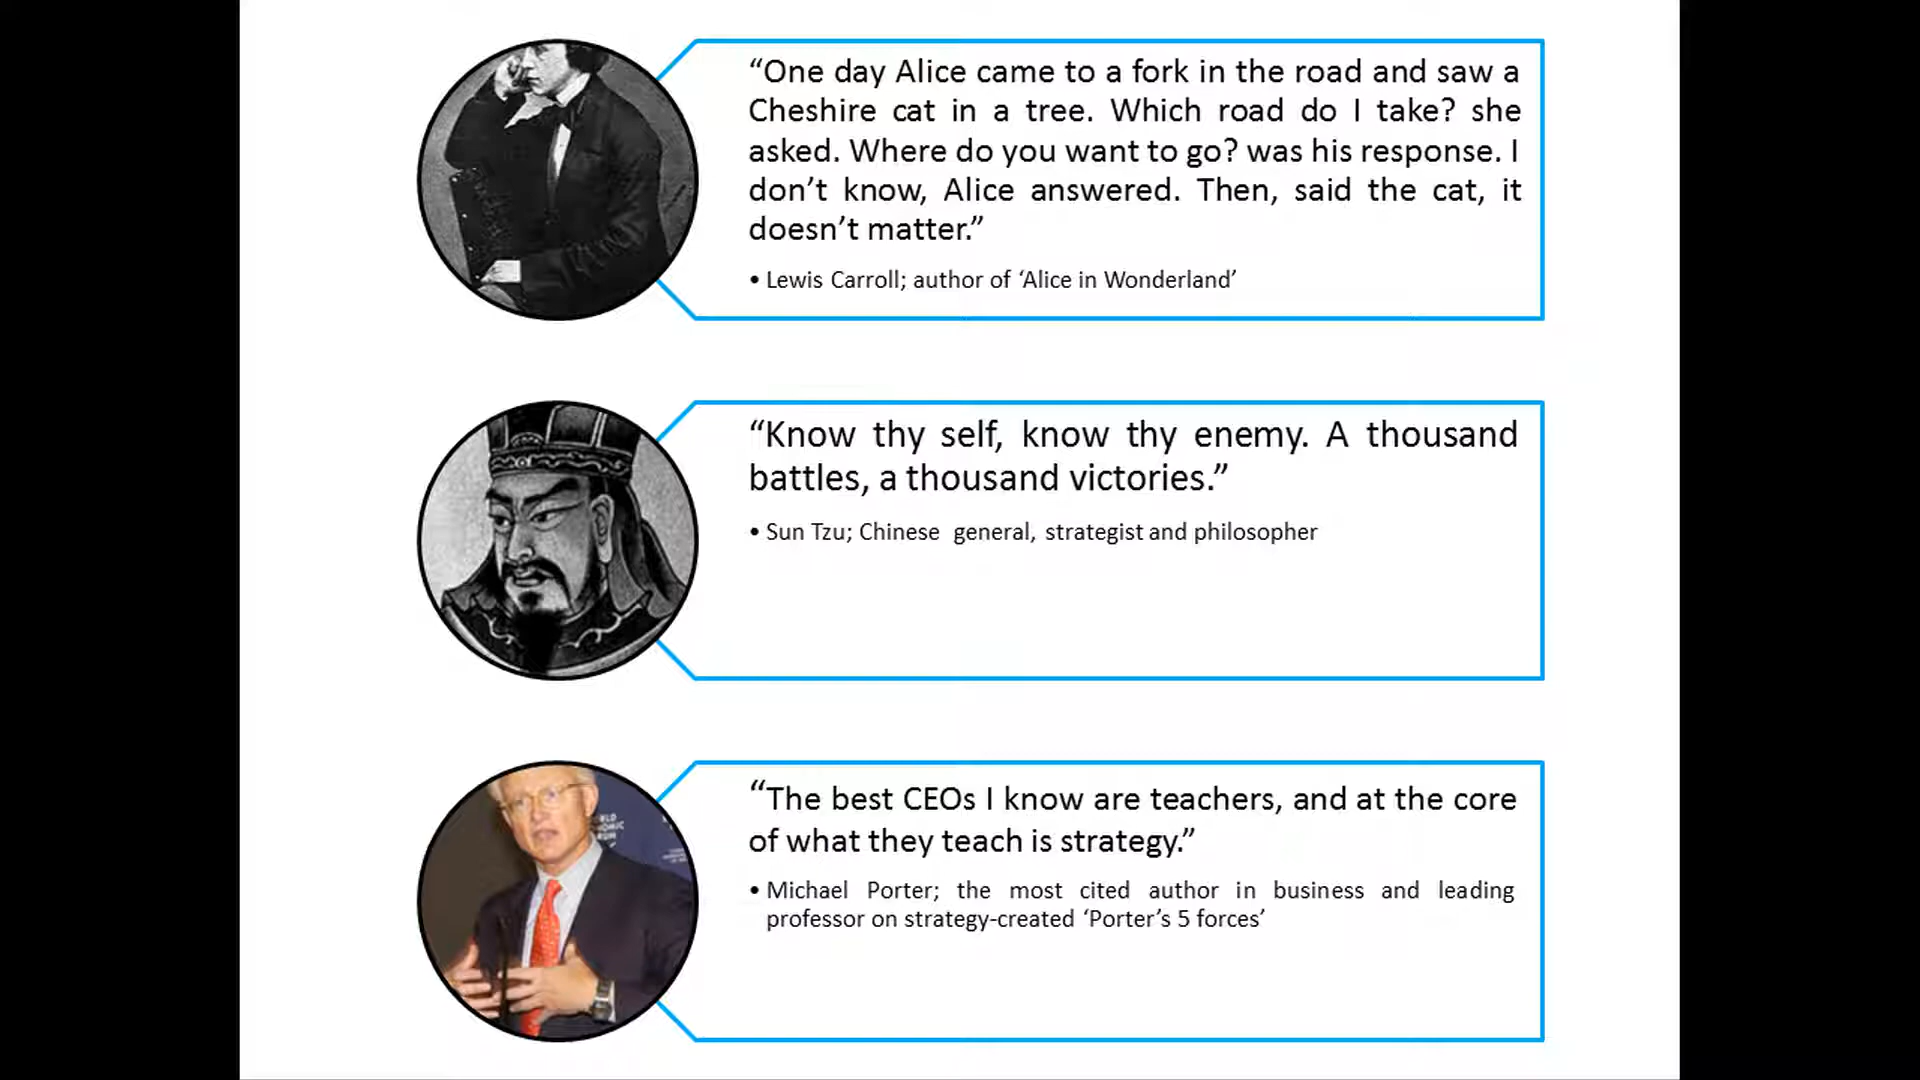 “One day Alice came to a fork in the road and saw a
Cheshire cat in a tree. Which road do I take? she
asked. Where do you want to go? was his response. I
don’t know, Alice answered. Then, said the cat, it
doesn’t matter.”
• Lewis Carroll; author of ‘Alice in Wonderland’
“Know thy self, know thy enemy. A thousand
battles, a thousand victories.”
• Sun Tzu; Chinese general, strategist and philosopher
“The best CEOs I know are teachers, and at the core
of what they teach is strategy.”
• Michael Porter; the most cited author in business and leading
professor on strategy-created ‘Porter’s 5 forces’